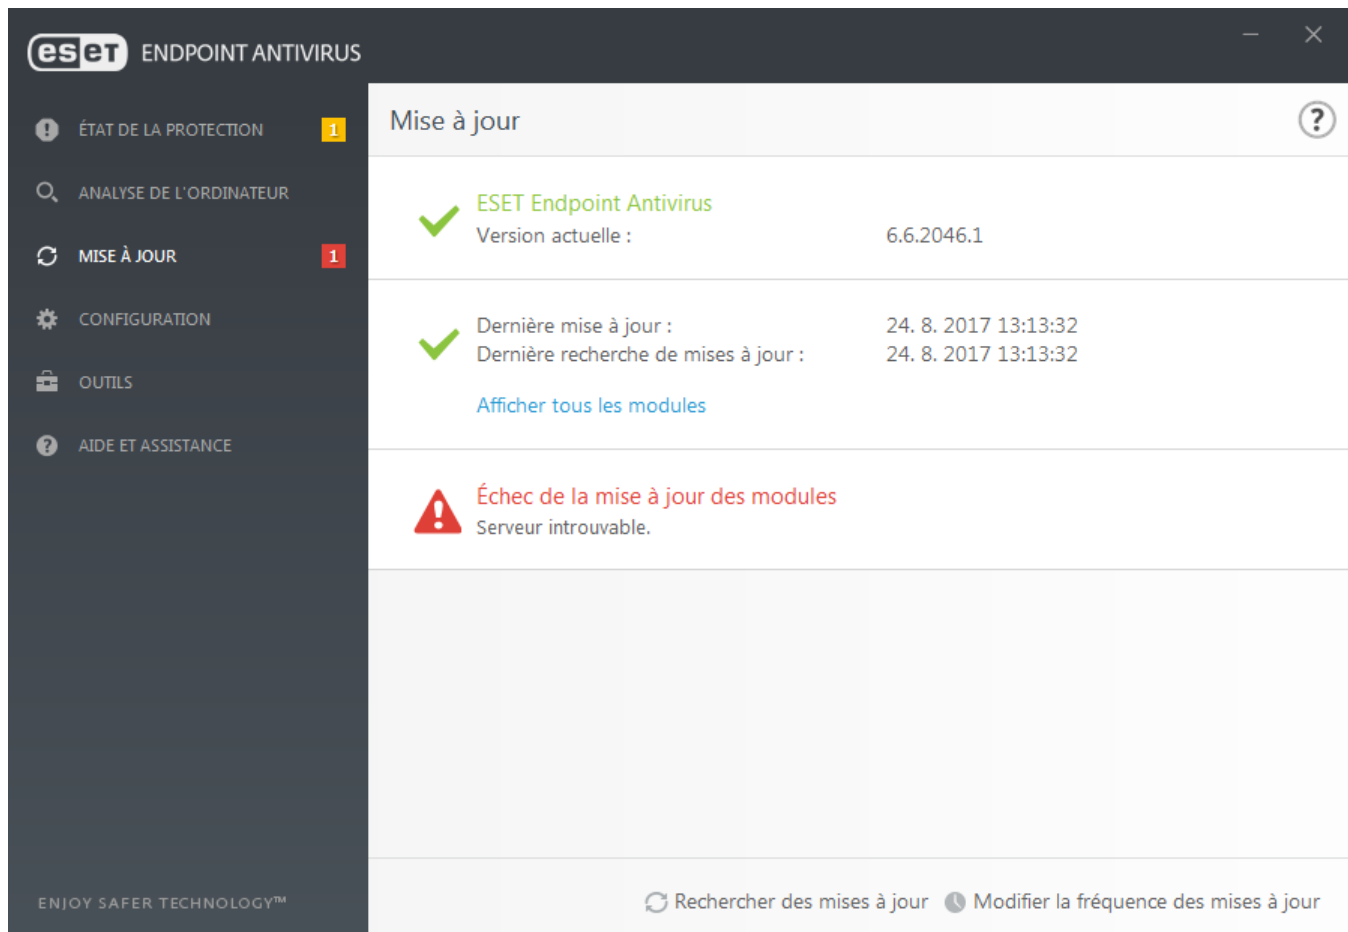 eset ENDPOINT ANTIVIRUS
ÉTAT DE LA PROTECTION 1
ANALYSE DE L'ORDINATEUR
MISE À JOUR 1
CONFIGURATION
OUTILS
AIDE ET ASSISTANCE
ENJOY SAFER TECHNOLOGY™
Mise à jour ?
ESET Endpoint Antivirus
Version actuelle : 6.6.2046.1
Dernière mise à jour : 24. 8. 2017 13:13:32
Dernière recherche de mises à jour : 24. 8. 2017 13:13:32
Afficher tous les modules
Échec de la mise à jour des modules
Serveur introuvable.
Rechercher des mises à jour Modifier la fréquence des mises à jour